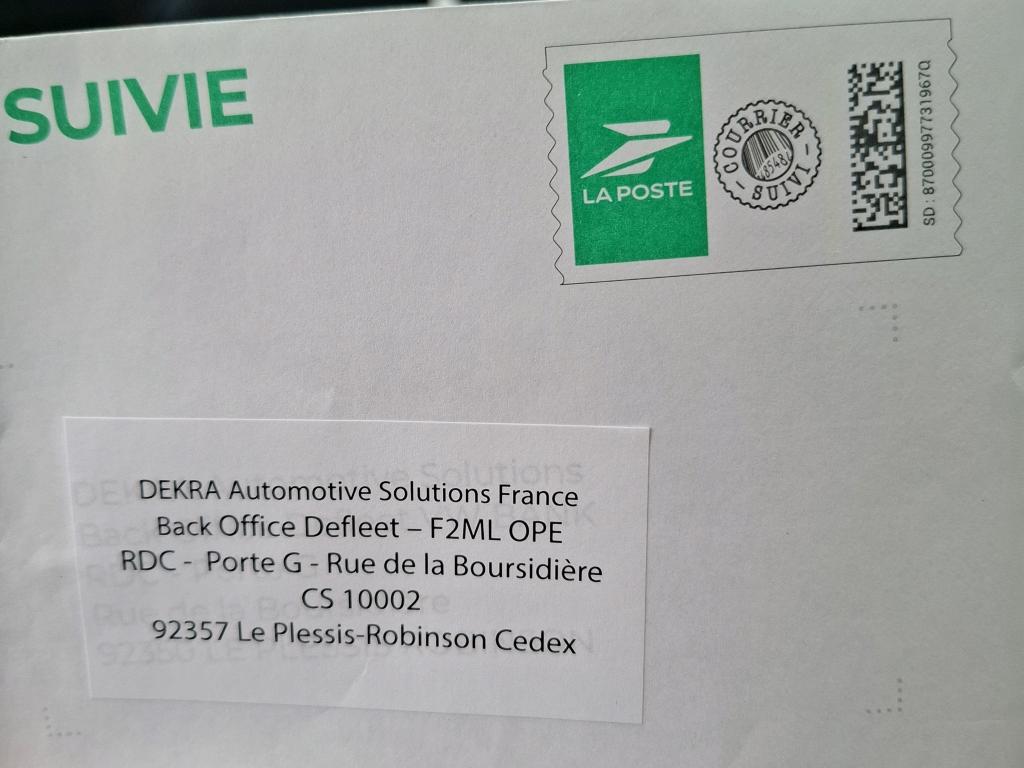 SUIVIE
LA POSTE
COURRIER
SUIVI
SD : 87000997731967Q
DEKRA Automotive Solutions France
Back Office Defleet – F2ML OPE
RDC - Porte G - Rue de la Boursidière
CS 10002
92357 Le Plessis-Robinson Cedex